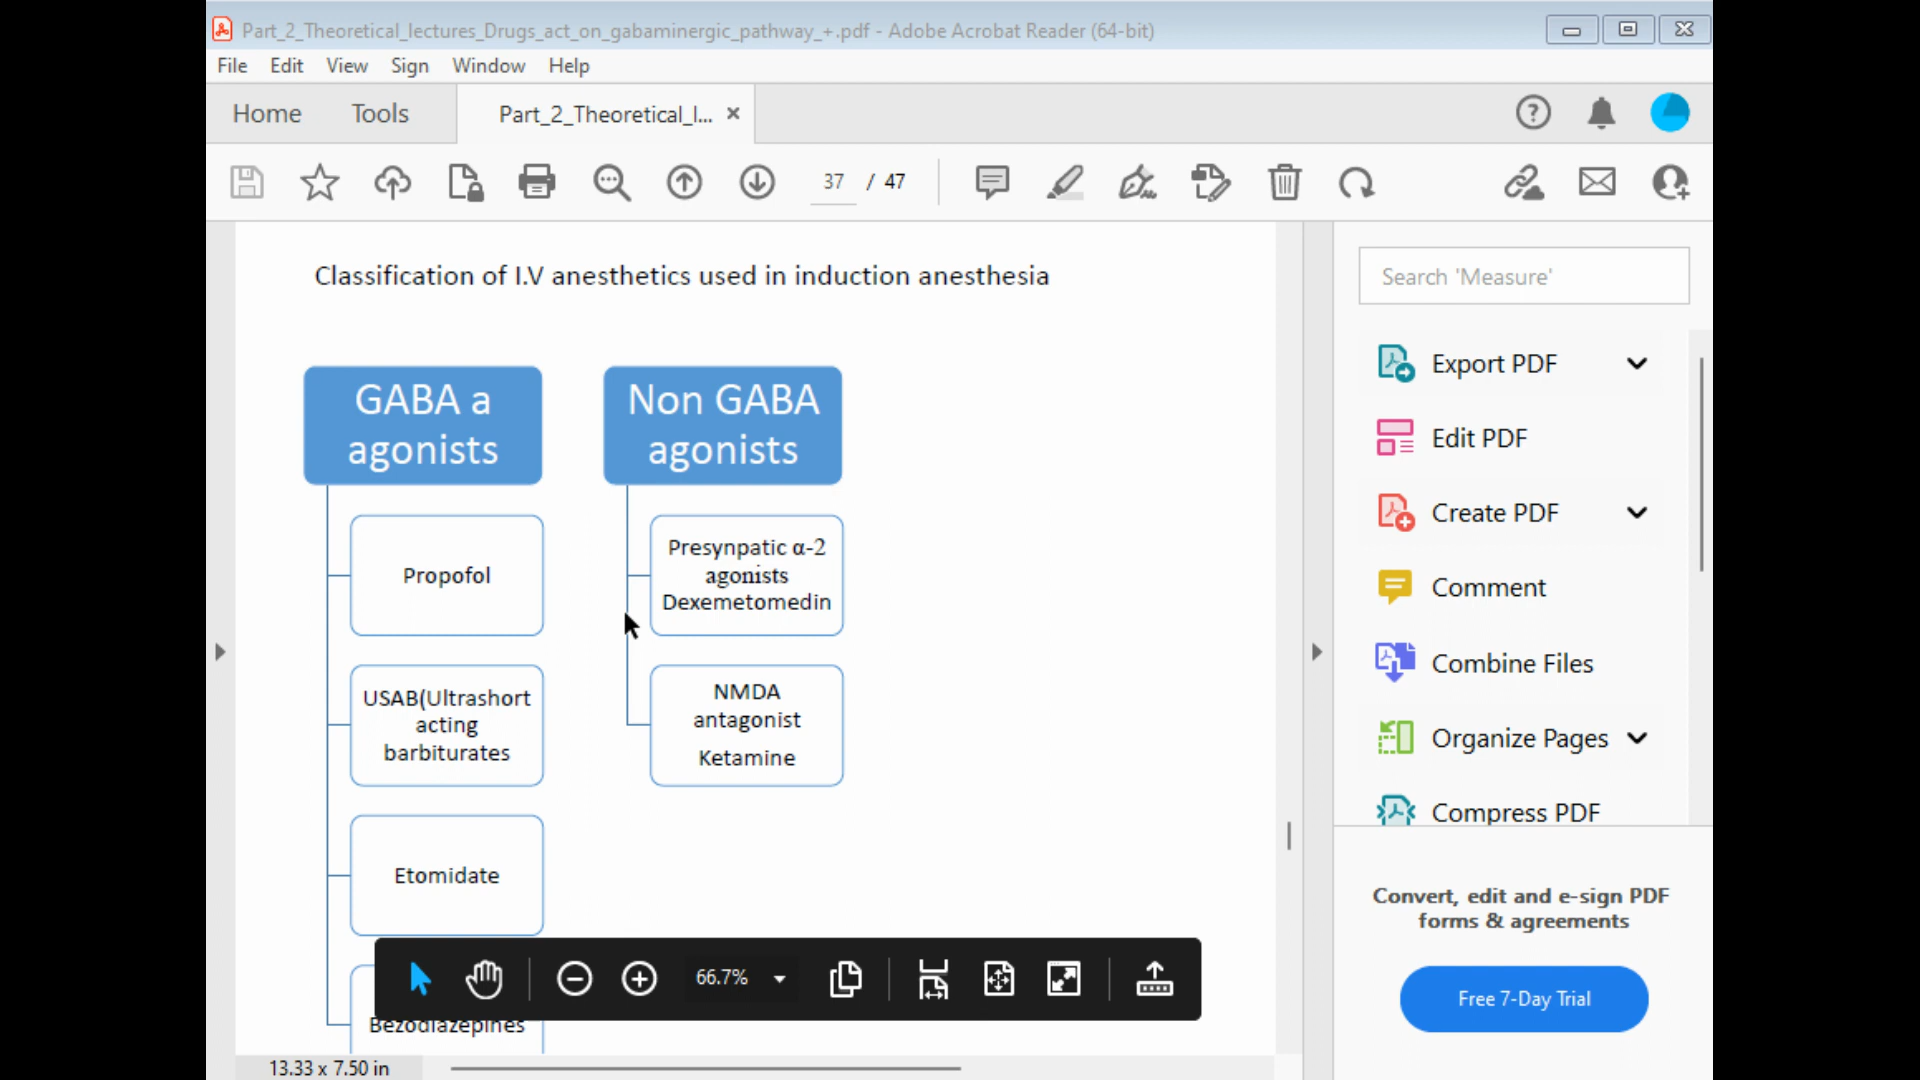 Part_2_Theoretical_lectures_Drugs_act_on_gabaminergic_pathway_+.pdf - Adobe Acrobat Reader (64-bit)
File Edit View Sign Window Help
Home Tools Part_2_Theoretical_l...
37 / 47
Classification of I.V anesthetics used in induction anesthesia
GABA a
agonists
Propofol
USAB(Ultrashort
acting
barbiturates
Etomidate
Bezodiazepines
Non GABA
agonists
Presynpatic α-2
agonists
Dexemetomedin
NMDA
antagonist
Ketamine
Search 'Measure'
Export PDF
Edit PDF
Create PDF
Comment
Combine Files
Organize Pages
Compress PDF
Convert, edit and e-sign PDF
forms & agreements
Free 7-Day Trial
66.7%
13.33 x 7.50 in